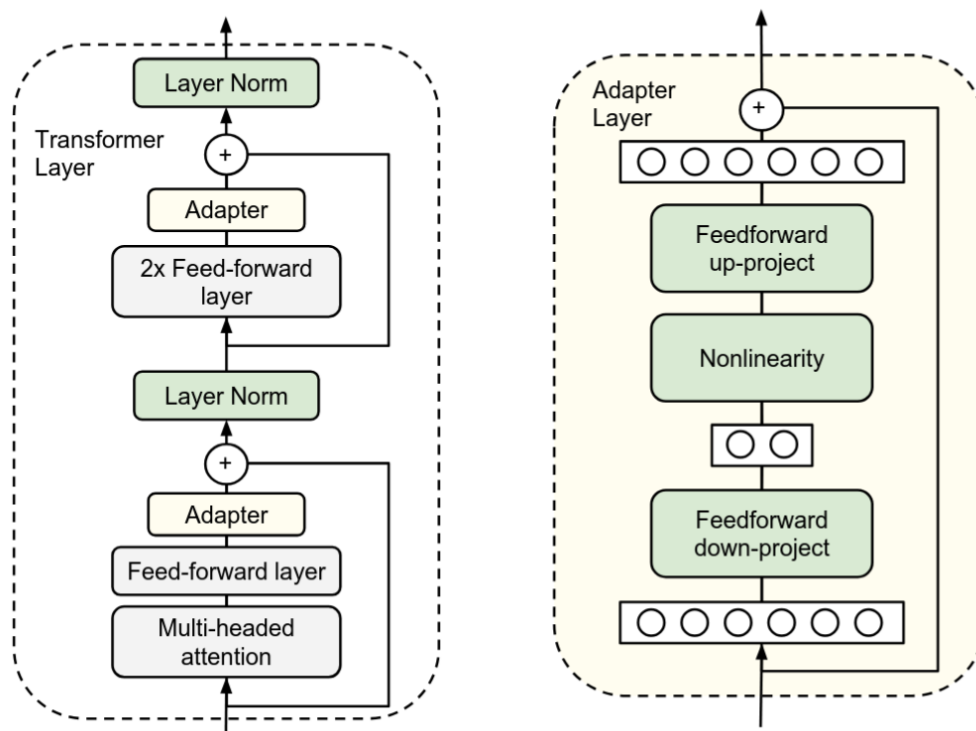 Layer Norm
Transformer
Layer
+
Adapter
2x Feed-forward
layer
Layer Norm
+
Adapter
Feed-forward layer
Multi-headed
attention
Adapter
Layer
+
Feedforward
up-project
Nonlinearity
Feedforward
down-project